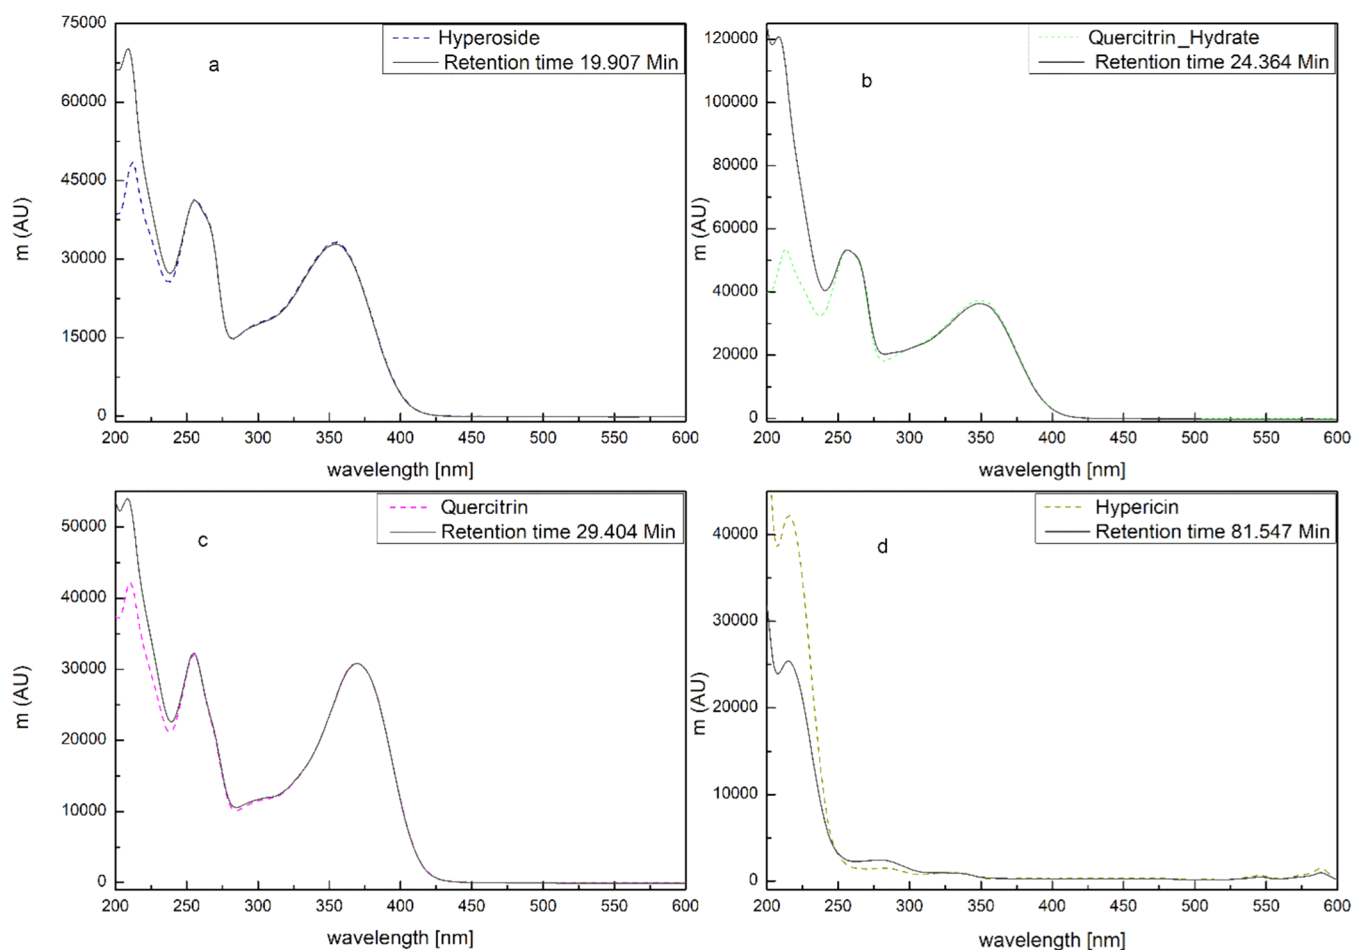 75000
60000
45000
30000
15000
0
m (AU)
a
Hyperoside
Retention time 19.907 Min
200 250 300 350 400 450 500 550 600
wavelength [nm]
120000
100000
80000
60000
40000
20000
0
m (AU)
b
Quercitrin_Hydrate
Retention time 24.364 Min
200 250 300 350 400 450 500 550 600
wavelength [nm]
50000
40000
30000
20000
10000
0
m (AU)
c
Quercitrin
Retention time 29.404 Min
200 250 300 350 400 450 500 550 600
wavelength [nm]
40000
30000
20000
10000
0
m (AU)
d
Hypericin
Retention time 81.547 Min
200 250 300 350 400 450 500 550 600
wavelength [nm]